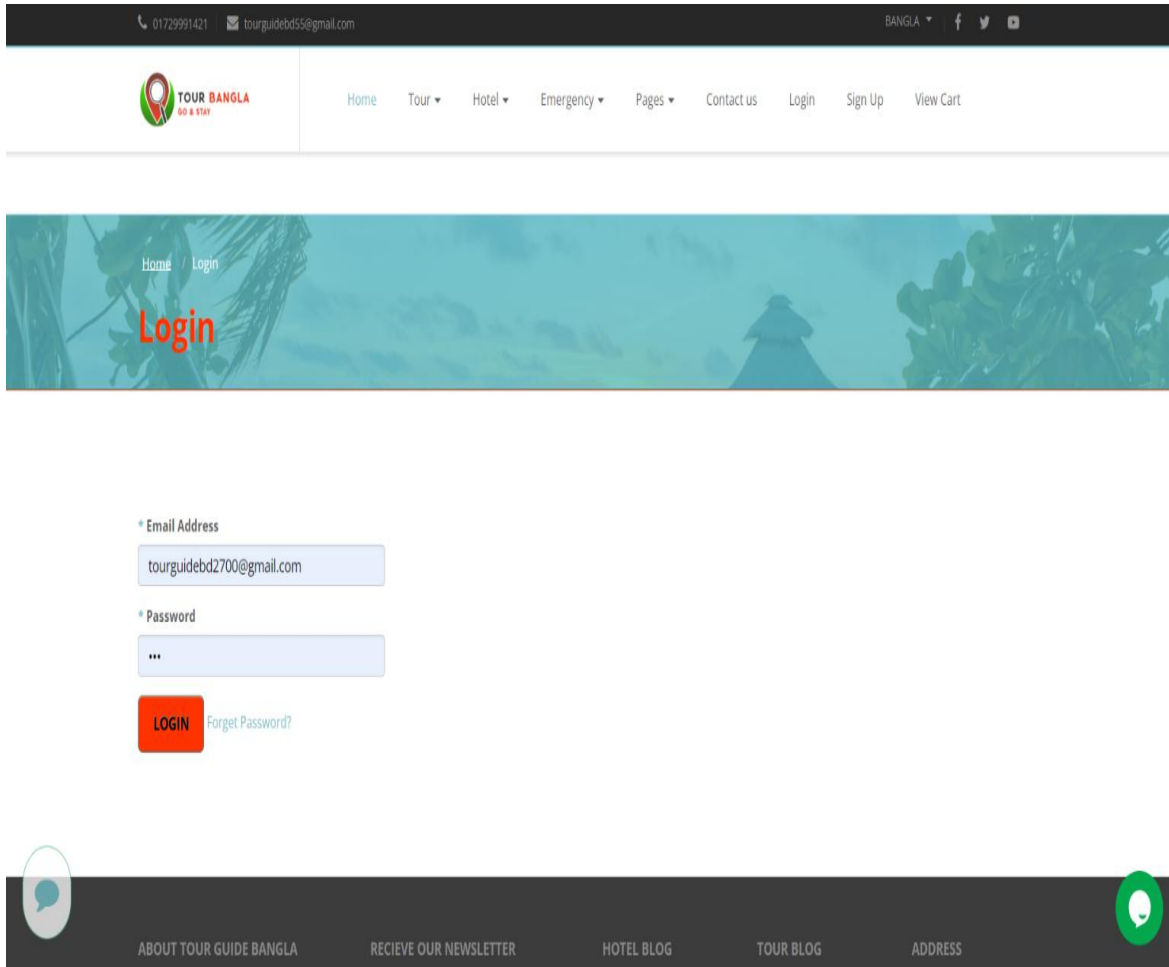 01729991421 tourguidebd55@gmail.com BANGLA
TOUR BANGLA
GO & STAY
Home Tour Hotel Emergency Pages Contact us Login Sign Up View Cart
Home / Login
Login
* Email Address
tourguidebd2700@gmail.com
* Password
•••
LOGIN Forget Password?
ABOUT TOUR GUIDE BANGLA RECIEVE OUR NEWSLETTER HOTEL BLOG TOUR BLOG ADDRESS